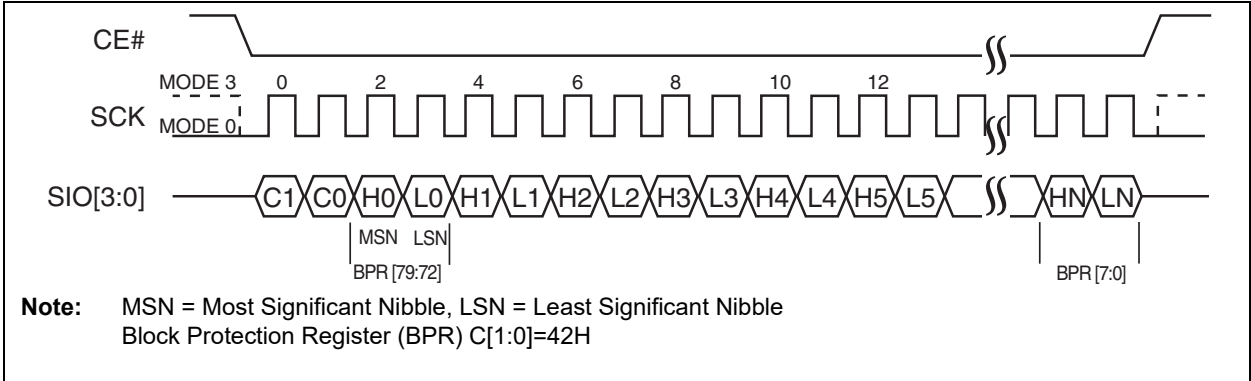 CE#
MODE 3 0 2 4 6 8 10 12
SCK MODE 0
SIO[3:0] C1 C0 H0 L0 H1 L1 H2 L2 H3 L3 H4 L4 H5 L5 HN LN
MSN LSN
BPR [79:72] BPR [7:0]
Note: MSN = Most Significant Nibble, LSN = Least Significant Nibble
Block Protection Register (BPR) C[1:0]=42H